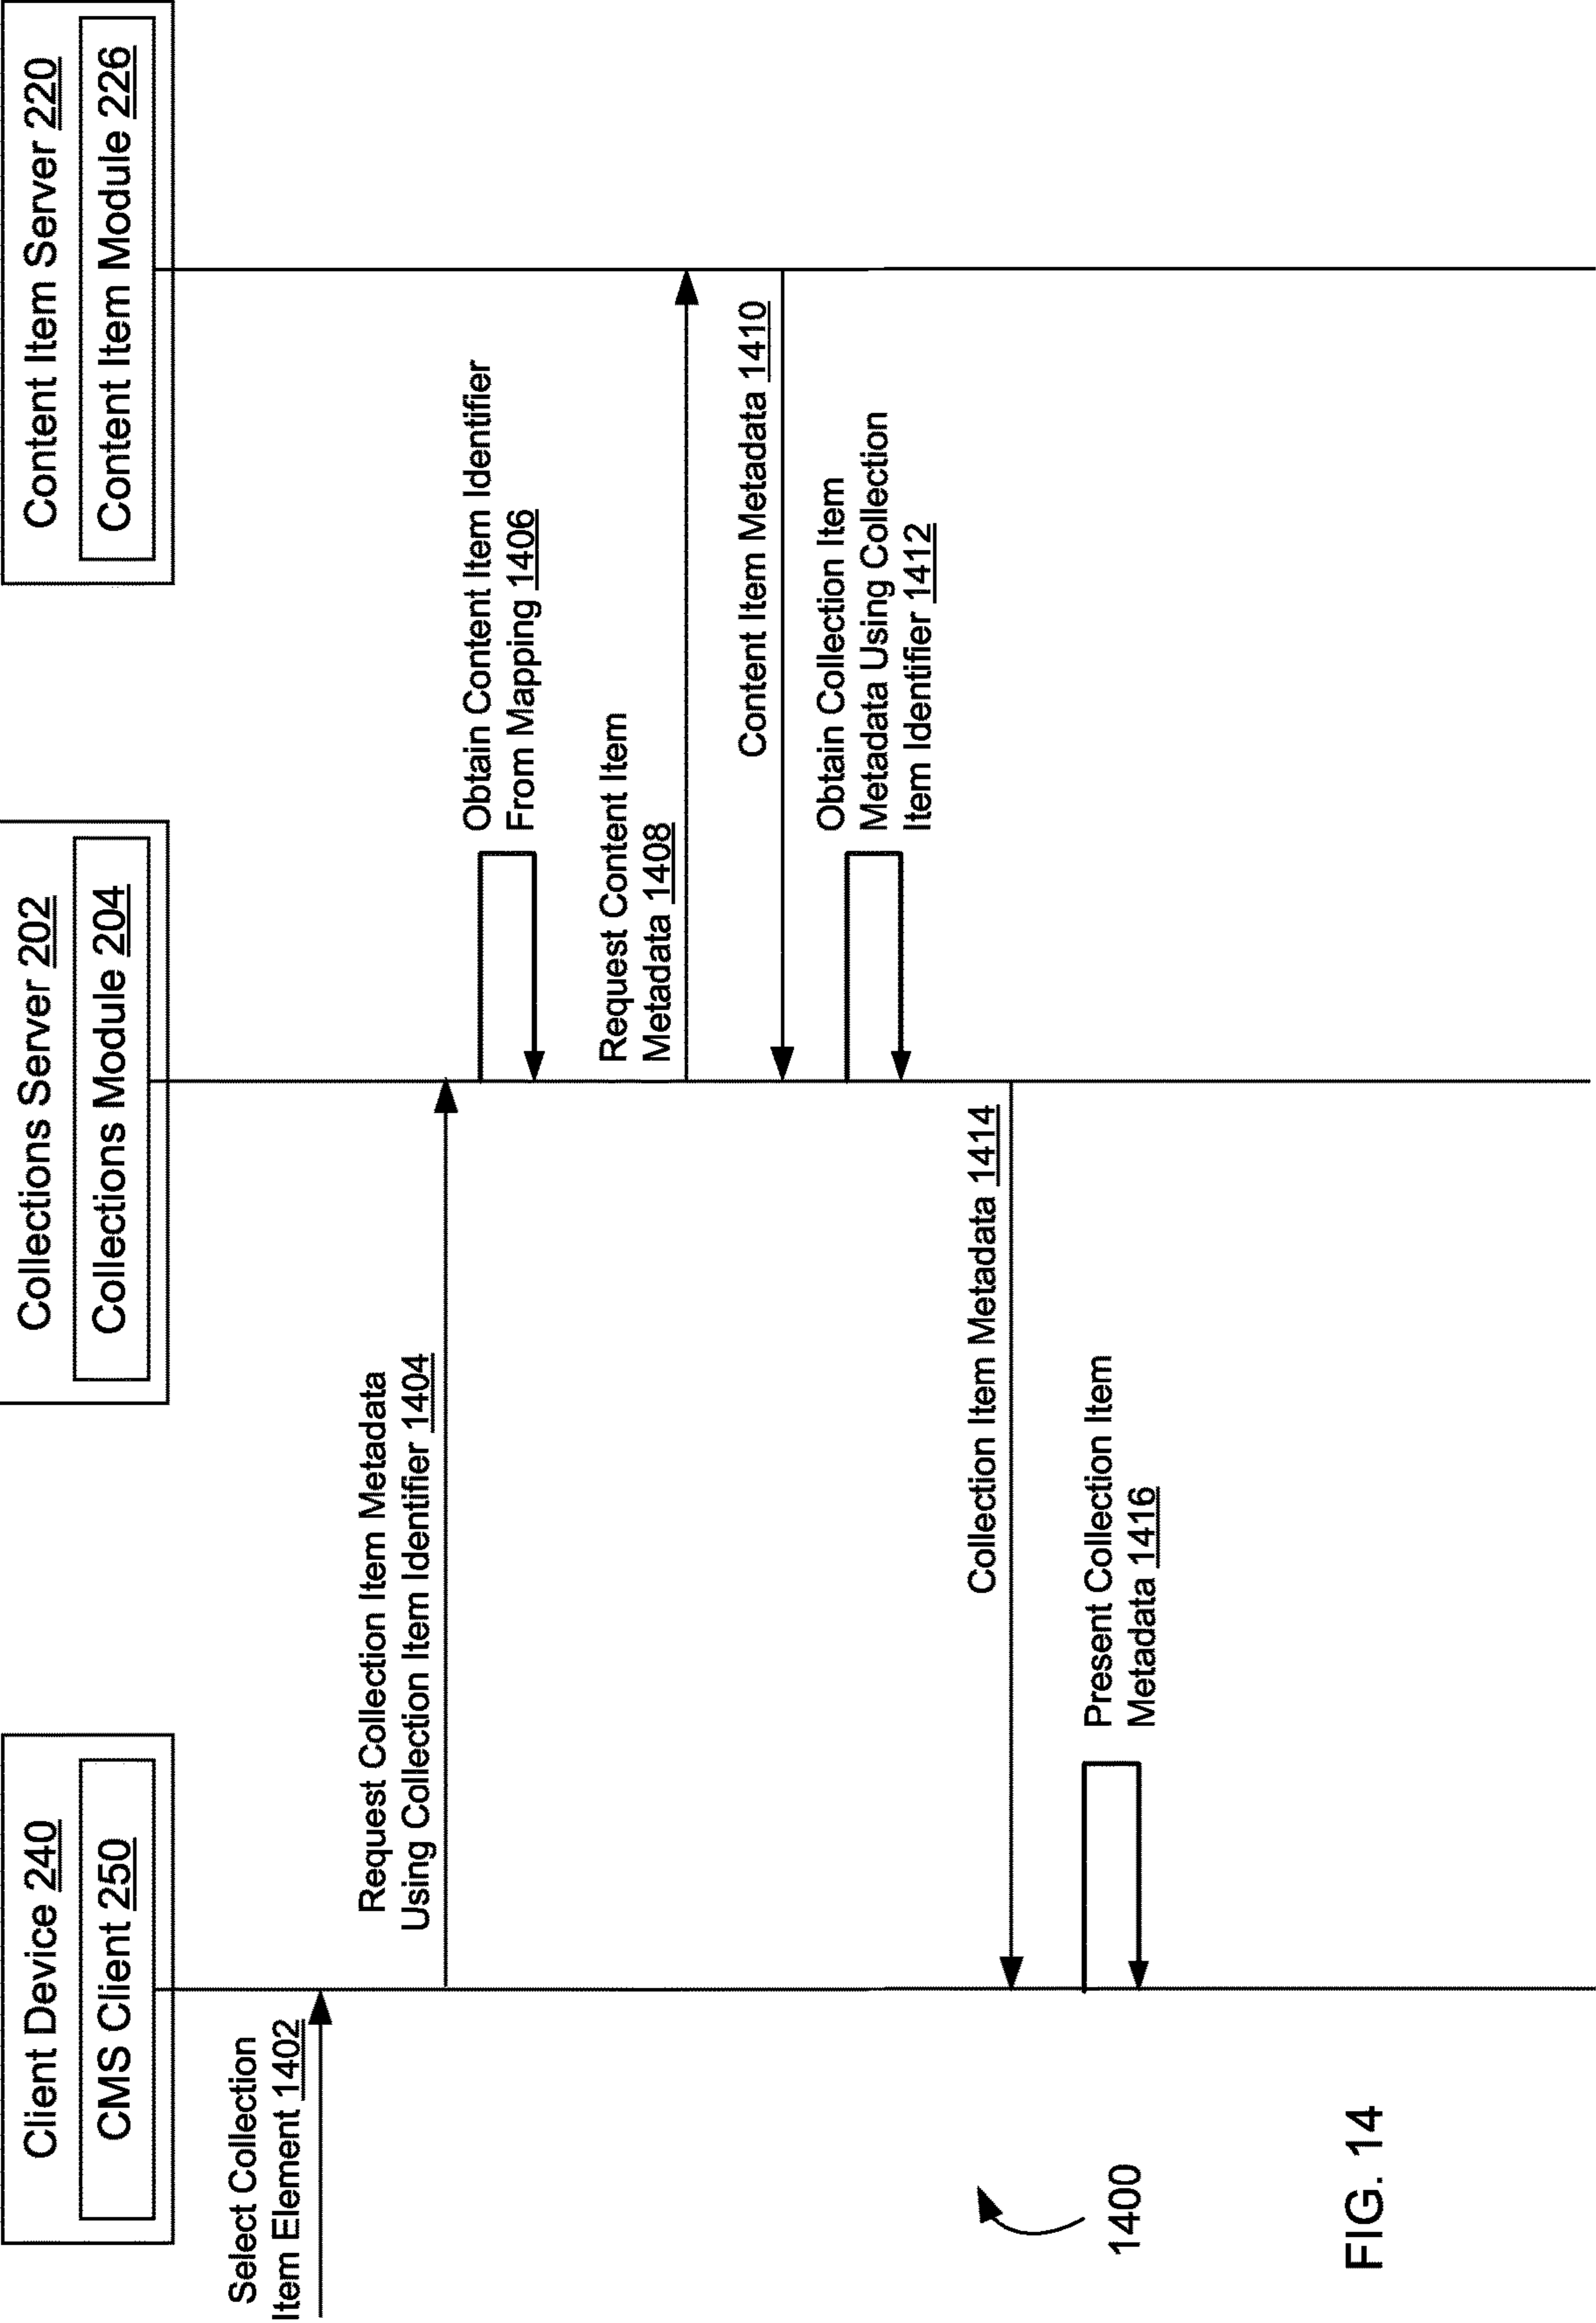 Client Device 240
CMS Client 250
Collections Server 202
Collections Module 204
Content Item Server 220
Content Item Module 226
Select Collection
Item Element 1402
Request Collection Item Metadata
Using Collection Item Identifier 1404
Obtain Content Item Identifier
From Mapping 1406
Request Content Item
Metadata 1408
Content Item Metadata 1410
Obtain Collection Item
Metadata Using Collection
Item Identifier 1412
Collection Item Metadata 1414
Present Collection Item
Metadata 1416
1400
FIG. 14